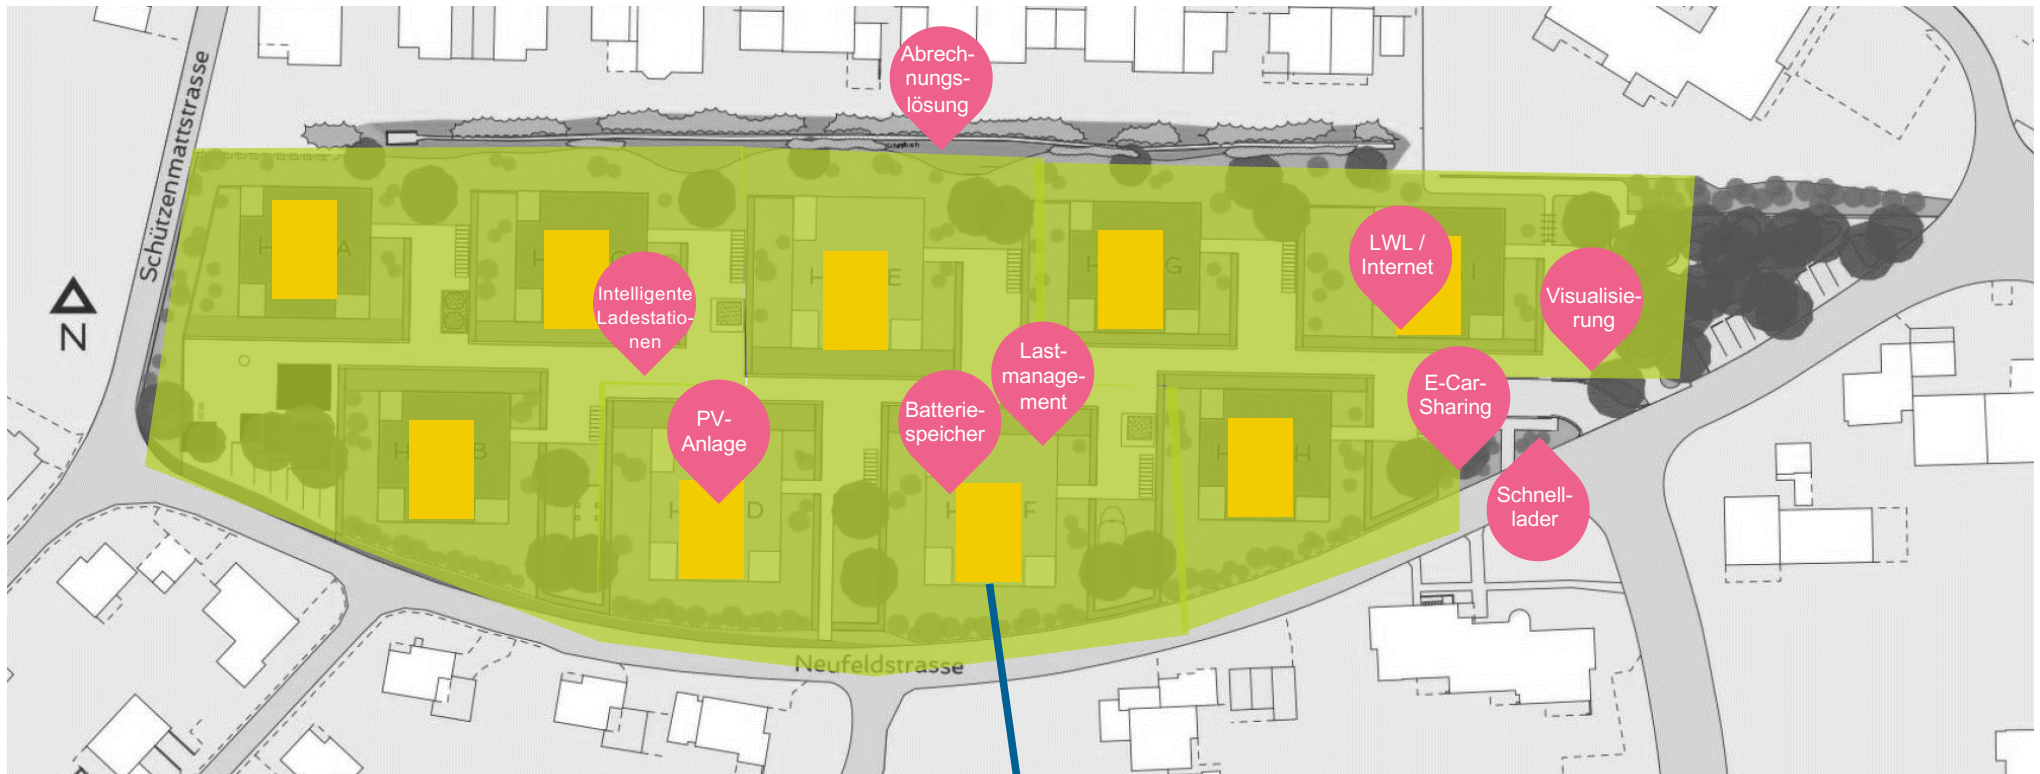 Abrech-
nungs-
lösung
Schützenmattstrasse
N
A
E
G
I
LWL /
Internet
Intelligente
Ladestatio-
nen
Visualisie-
rung
Last-
manage-
ment
E-Car-
Sharing
PV-
Anlage
Batterie-
speicher
H
B
H
D
H
F
H
H
Schnell-
lader
Neufeldstrasse